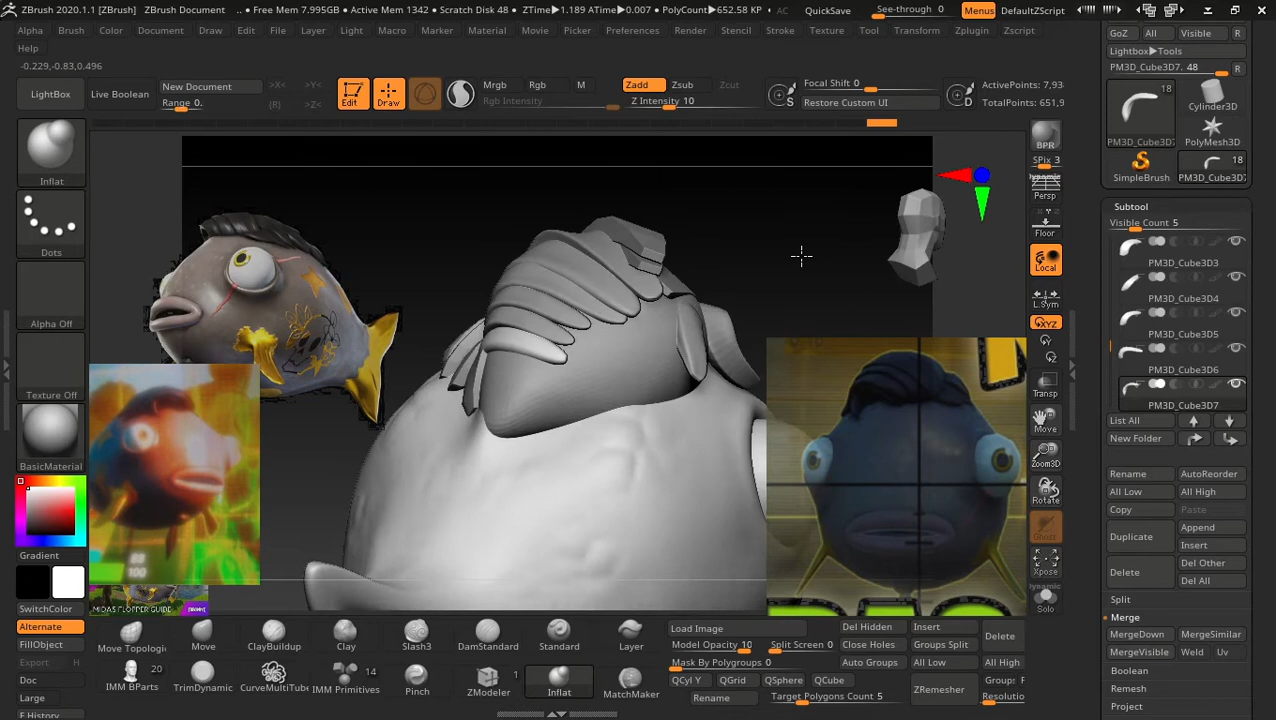 ZBrush 2020.1.1 [ZBrush] ZBrush Document .. ● Free Mem 7.995GB ● Active Mem 1342 ● Scratch Disk 48 ● ZTime▶1.189 ATime▶0.007 ● PolyCount▶652.58 KP AC QuickSave See-through 0 Menus DefaultZScript
Alpha Brush Color Document Draw Edit File Layer Light Macro Marker Material Movie Picker Preferences Render Stencil Stroke Texture Tool Transform Zplugin Zscript
Help
-0.229,-0.83,0.496
GoZ All Visible R
Lightbox▶Tools
PM3D_Cube3D7. 48 R
LightBox
Live Boolean
New Document
Range 0.
>X< >Y<
(R) >Z<
Edit
Draw
Mrgb Rgb M
Rgb Intensity
Zadd Zsub Zcut
Z Intensity 10
S
Focal Shift 0
Restore Custom UI
D
ActivePoints: 7,93
TotalPoints: 651,9
18
PM3D_Cube3D7
Cylinder3D
PolyMesh3D
SimpleBrush
18
PM3D_Cube3D7
Inflat
Dots
Alpha Off
Texture Off
BasicMaterial
Gradient
SwitchColor
Alternate
FillObject
Export H
Doc
Large
80
100
MIDAS FLOPPER GUIDE
BPR
SPix 3
Dynamic
Persp
Floor
Local
L.Sym
XYZ
Y
Z
Transp
Move
Zoom3D
Rotate
Ghost
Xpose
Dynamic
Solo
Subtool
Visible Count 5
PM3D_Cube3D3
PM3D_Cube3D4
PM3D_Cube3D5
PM3D_Cube3D6
PM3D_Cube3D7
List All
New Folder
Rename AutoReorder
All Low All High
Copy Paste
Duplicate Append
Insert
Delete Del Other
Del All
Split
Merge
MergeDown MergeSimilar
MergeVisible Weld Uv
Boolean
Remesh
Project
Move Topologic Move ClayBuildup Clay Slash3 DamStandard Standard Layer
20 14 1
IMM BParts TrimDynamic CurveMultiTube IMM Primitives Pinch ZModeler Inflat MatchMaker
Load Image
Model Opacity 10 Split Screen 0
Mask By Polygroups 0
QCyl Y QGrid QSphere QCube
Rename Target Polygons Count 5
Del Hidden Insert
Close Holes Groups Split
Auto Groups All Low All High
Delete
ZRemesher